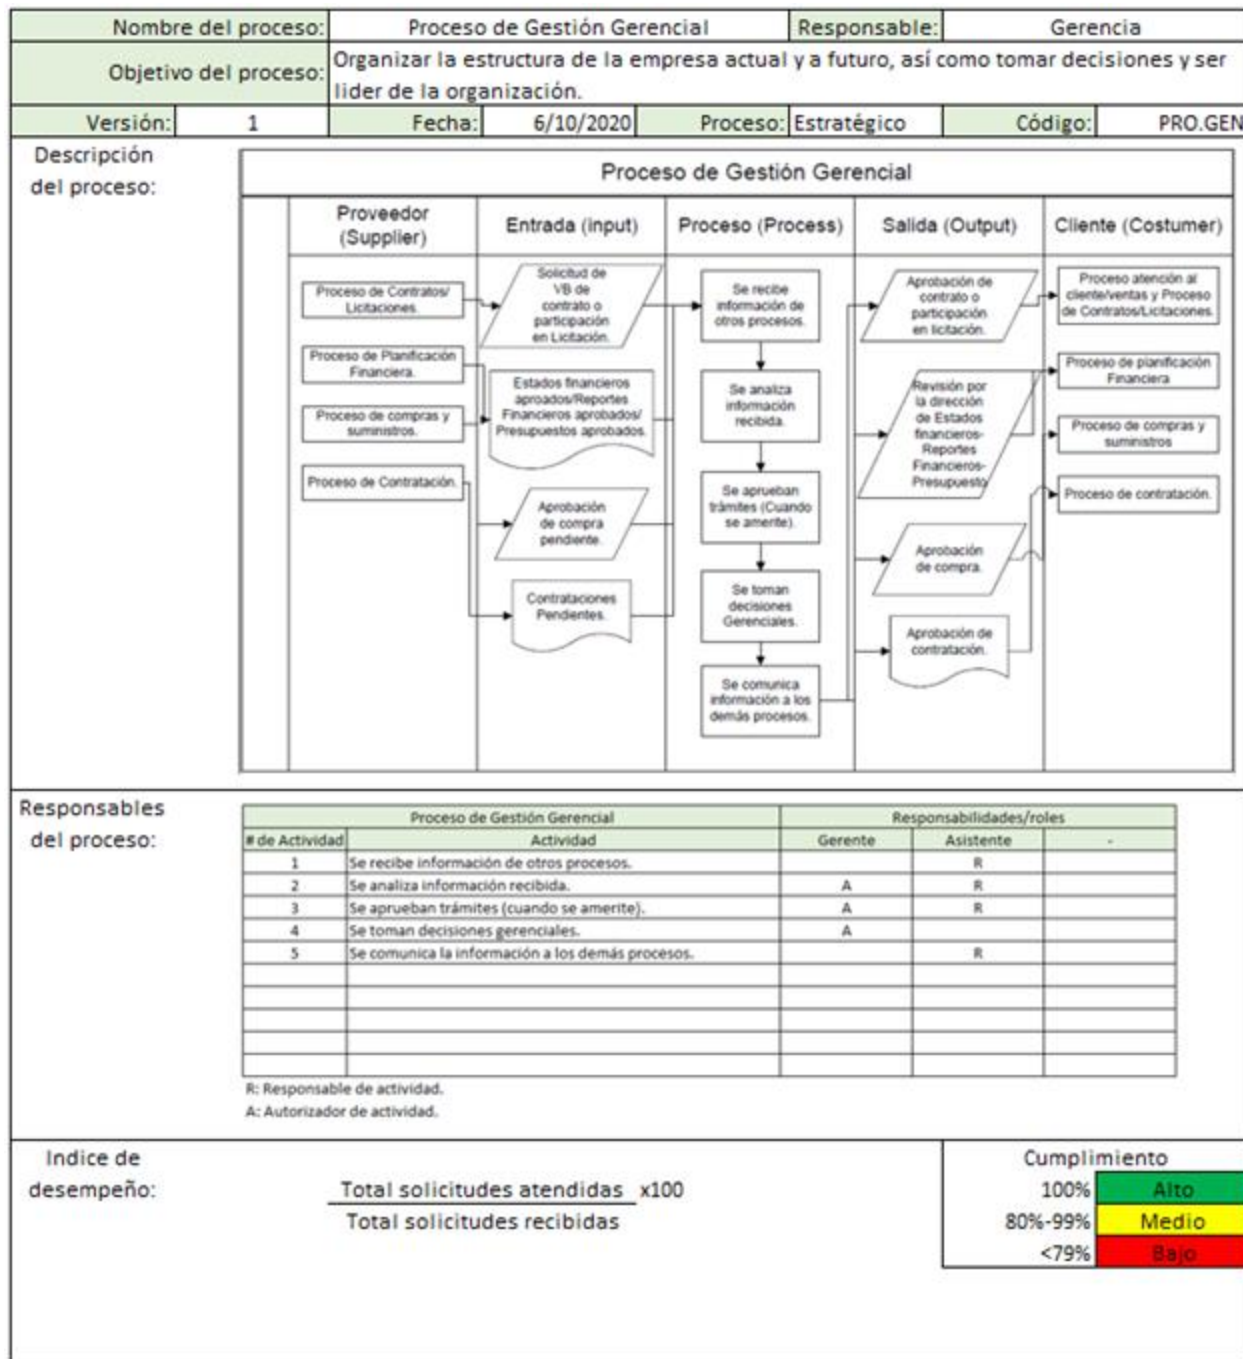 Nombre del proceso: Proceso de Gestión Gerencial Responsable: Gerencia
Objetivo del proceso: Organizar la estructura de la empresa actual y a futuro, así como tomar decisiones y ser
lider de la organización.
Versión: 1 Fecha: 6/10/2020 Proceso: Estratégico Código: PRO.GEN
Descripción
del proceso:
Proceso de Gestión Gerencial
Proveedor
(Supplier)
Entrada (input)
Proceso (Process)
Salida (Output)
Cliente (Costumer)
Proceso de Contratos/
Licitaciones.
Proceso de Planificación
Financiera.
Proceso de compras y
suministros.
Proceso de Contratación.
Solicitud de
VB de
contrato o
participación
en Licitación.
Estados financieros
aproados/Reportes
Financieros aprobados/
Presupuestos aprobados.
Aprobación
de compra
pendiente.
Contrataciones
Pendientes.
Se recibe
información de
otros procesos.
Se analiza
información
recibida.
Se aprueban
trámites (Cuando
se amerite).
Se toman
decisiones
Gerenciales.
Se comunica
información a los
demás procesos.
Aprobación de
contrato o
participación
en licitación.
Revisión por
la dirección
de Estados
financieros-
Reportes
Financieros-
Presupuesto
Aprobación
de compra.
Aprobación de
contratación.
Proceso atención al
cliente/ventas y Proceso
de Contratos/Licitaciones.
Proceso de planificación
Financiera
Proceso de compras y
suministros
Proceso de contratación.
Responsables
del proceso:
Proceso de Gestión Gerencial Responsabilidades/roles
# de Actividad Actividad Gerente Asistente -
1 Se recibe información de otros procesos. R
2 Se analiza información recibida. A R
3 Se aprueban trámites (cuando se amerite). A R
4 Se toman decisiones gerenciales. A
5 Se comunica la información a los demás procesos. R
R: Responsable de actividad.
A: Autorizador de actividad.
Indice de
desempeño:
Total solicitudes atendidas x100
Total solicitudes recibidas
Cumplimiento
100% Alto
80%-99% Medio
<79% Bajo